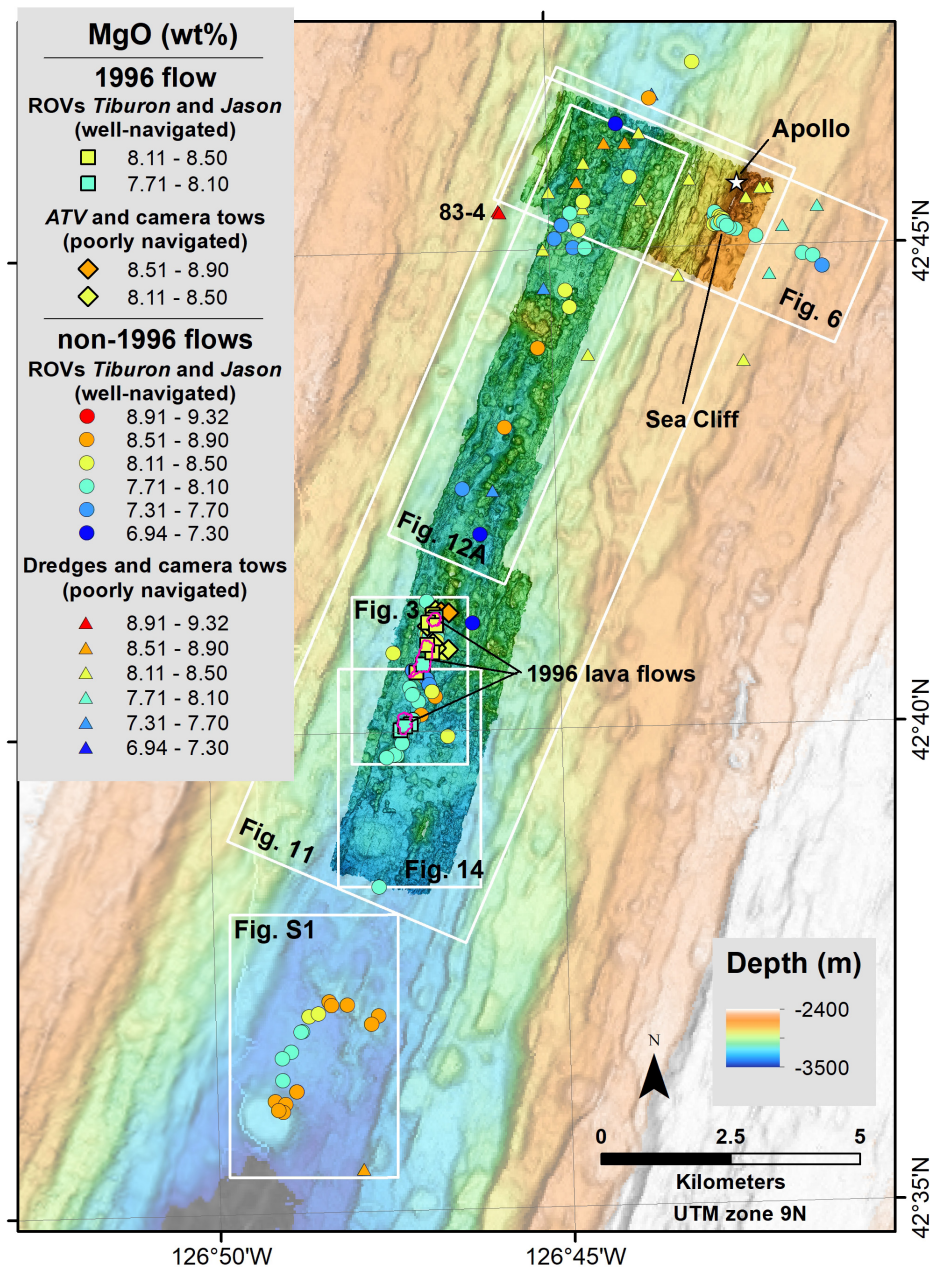 MgO (wt%)
1996 flow
ROVs Tiburon and Jason
(well-navigated)
8.11 - 8.50
7.71 - 8.10
ATV and camera tows
(poorly navigated)
8.51 - 8.90
8.11 - 8.50
non-1996 flows
ROVs Tiburon and Jason
(well-navigated)
8.91 - 9.32
8.51 - 8.90
8.11 - 8.50
7.71 - 8.10
7.31 - 7.70
6.94 - 7.30
Dredges and camera tows
(poorly navigated)
8.91 - 9.32
8.51 - 8.90
8.11 - 8.50
7.71 - 8.10
7.31 - 7.70
6.94 - 7.30
Apollo
83-4
42°45'N
Fig. 6
Sea Cliff
Fig. 12A
Fig. 3
1996 lava flows
42°40'N
Fig. 11
Fig. 14
Fig. S1
Depth (m)
-2400
-3500
N
0 2.5 5
Kilometers
UTM zone 9N
42°35'N
126°50'W
126°45'W